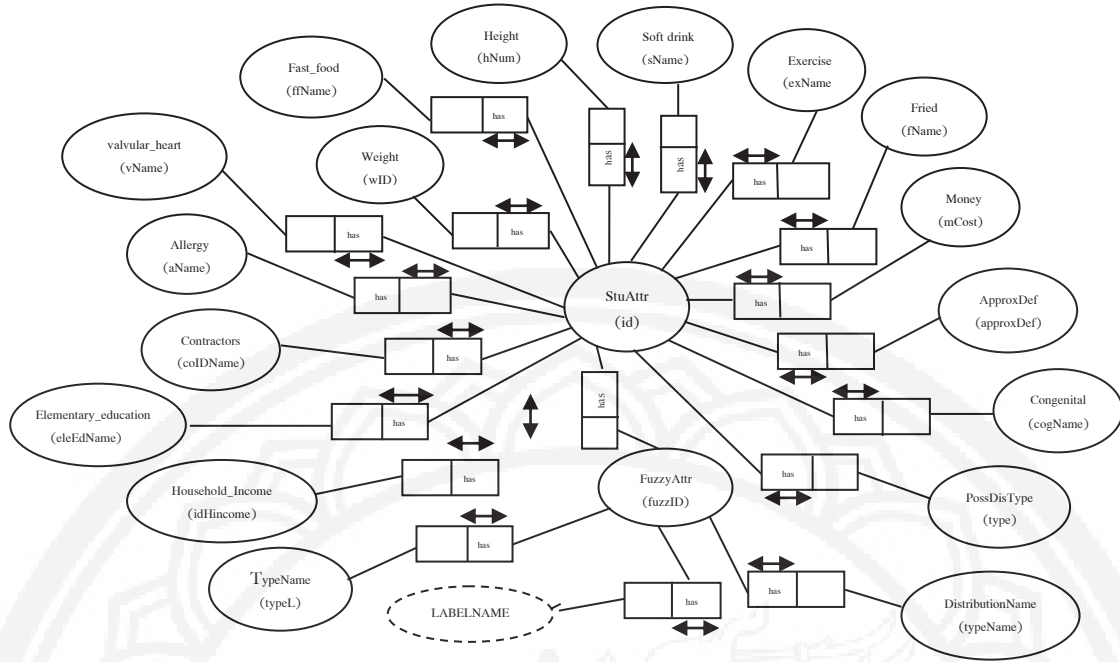 Height
(hNum)
has
Soft drink
(sName)
has
Exercise
(exName
has
Fast_food
(ffName)
has
Fried
(fName)
has
valvular_heart
(vName)
has
Weight
(wID)
has
Money
(mCost)
has
Allergy
(aName)
has
StuAttr
(id)
ApproxDef
(approxDef)
has
Contractors
(coIDName)
has
Elementary_education
(eleEdName)
has
has
Congenital
(cogName)
has
Household_Income
(idHincome)
has
FuzzyAttr
(fuzzID)
has
PossDisType
(type)
TypeName
(typeL)
has
LABELNAME
has
has
DistributionName
(typeName)